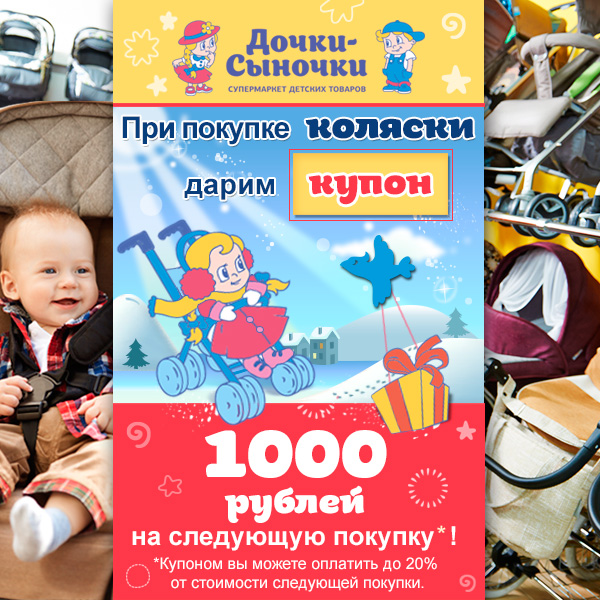 Дочки-
Сыночки
СУПЕРМАРКЕТ ДЕТСКИХ ТОВАРОВ
При покупке коляски
дарим купон
1000
рублей
на следующую покупку*!
*Купоном вы можете оплатить до 20%
от стоимости следующей покупки.